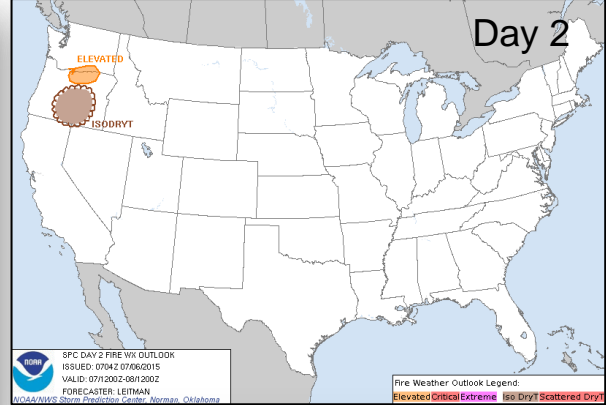 Day 2
ELEVATED
ISODRYT
NOAA
SPC DAY 2 FIRE WX OUTLOOK
ISSUED: 0704Z 07/06/2015
VALID: 07/1200Z-08/1200Z
FORECASTER: LEITMAN
NOAA/NWS Storm Prediction Center, Norman, Oklahoma
Fire Weather Outlook Legend:
Elevated Critical Extreme Iso DryT Scattered DryT